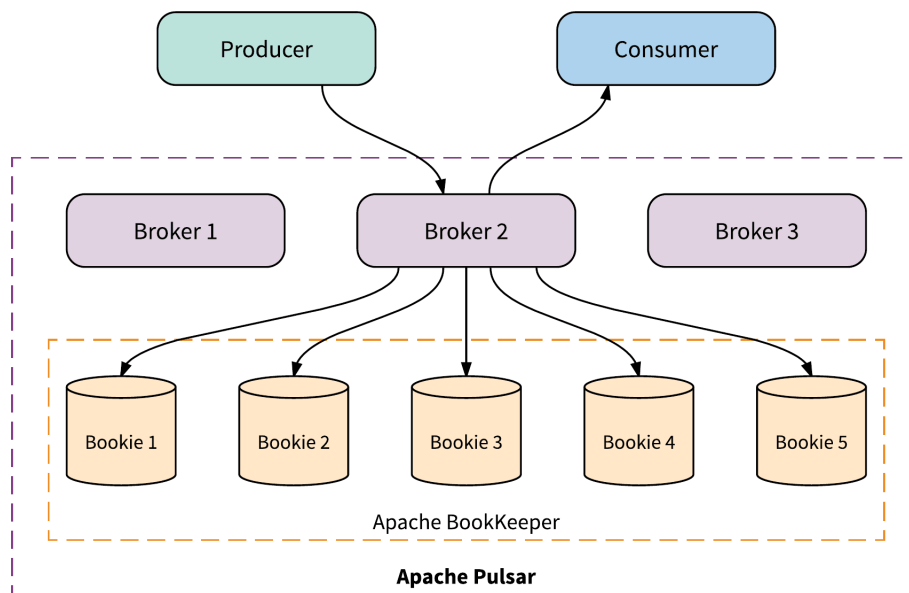 Producer
Consumer
Broker 1
Broker 2
Broker 3
Bookie 1
Bookie 2
Bookie 3
Bookie 4
Bookie 5
Apache BookKeeper
Apache Pulsar